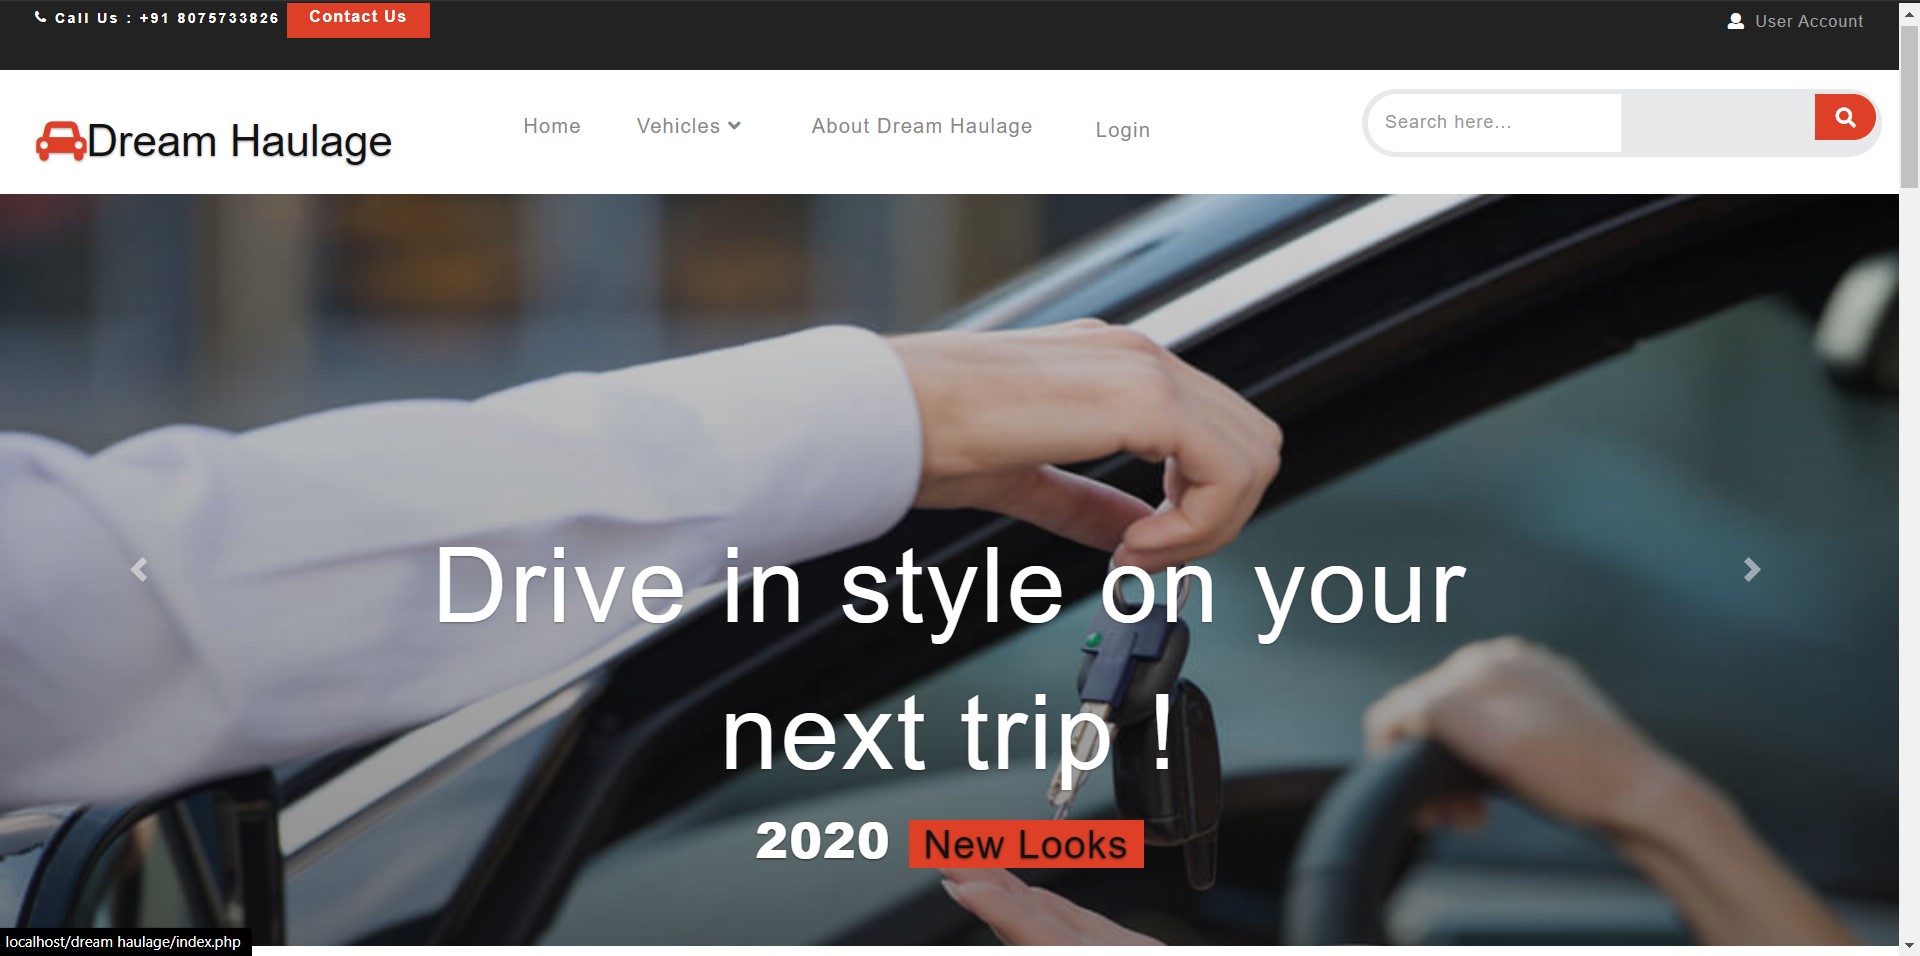 Call Us : +91 8075733826
Contact Us
User Account
Dream Haulage
Home
Vehicles
About Dream Haulage
Login
Search here...
Drive in style on your
next trip !
2020 New Looks
localhost/dream haulage/index.php